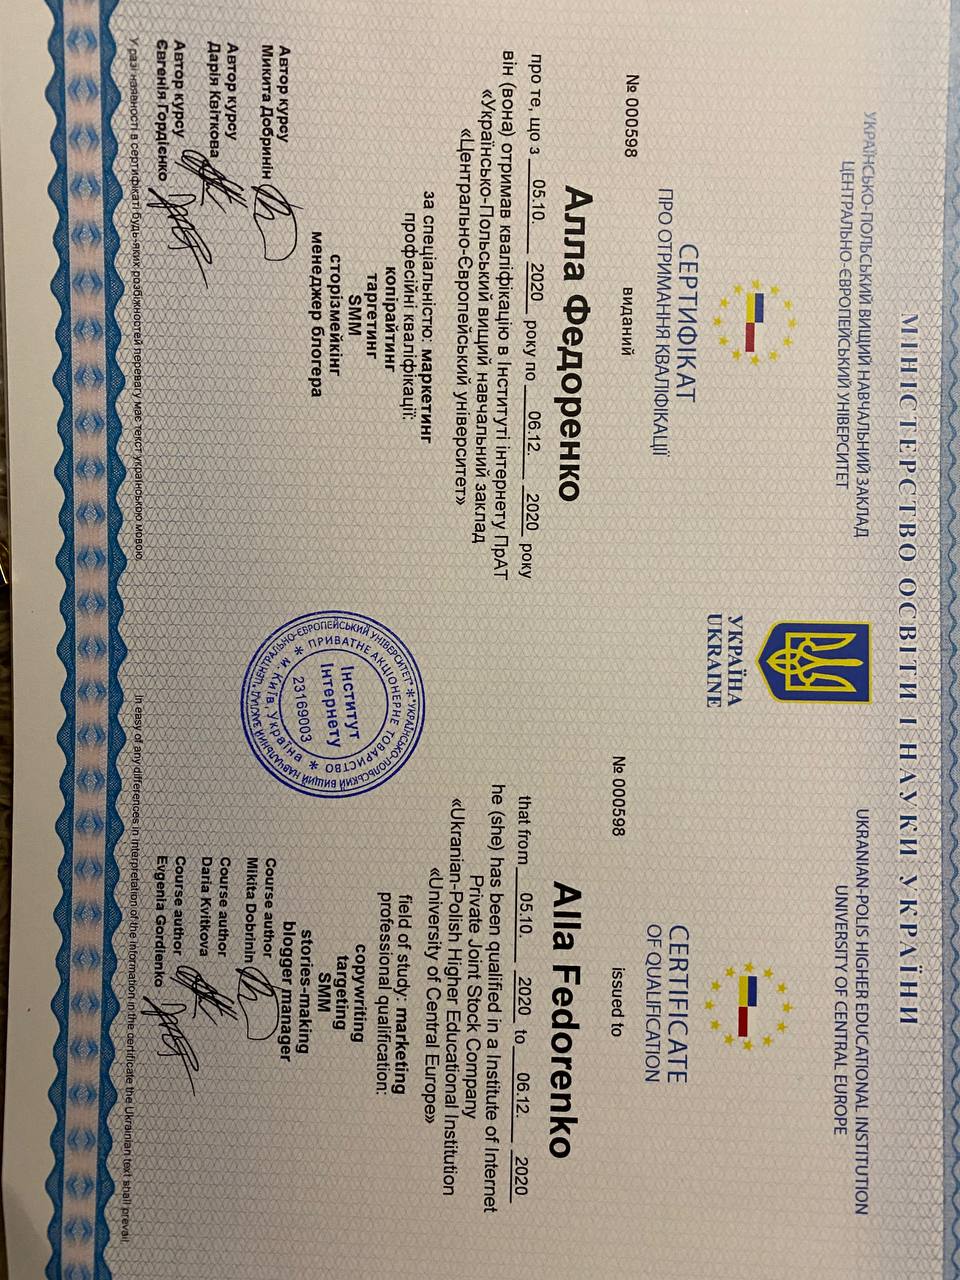 МІНІСТЕРСТВО ОСВІТИ І НАУКИ УКРАЇНИ
УКРАЇНСЬКО-ПОЛЬСЬКИЙ ВИЩИЙ НАВЧАЛЬНИЙ ЗАКЛАД
ЦЕНТРАЛЬНО-ЄВРОПЕЙСЬКИЙ УНІВЕРСИТЕТ
СЕРТИФІКАТ
ПРО ОТРИМАННЯ КВАЛІФІКАЦІЇ
№ 000598
виданий
Алла Федоренко
про те, що з 05.10. 2020 року по 06.12. 2020 року
він (вона) отримав кваліфікацію в Інституті інтернету ПрАТ
«Українсько-Польський вищий навчальний заклад
«Центрально-Європейський університет»
за спеціальністю: маркетинг
професійні кваліфікації:
копірайтинг
таргетинг
SMM
сторізмейкінг
менеджер блогера
Автор курсу
Микита Добринін
Автор курсу
Дарія Квіткова
Автор курсу
Євгенія Гордієнко
У разі наявності в сертифікаті будь-яких розбіжностей перевагу має текст українською мовою.
УКРАЇНА
UKRAINE
"УКРАЇНСЬКО-ПОЛЬСЬКИЙ ВИЩИЙ НАВЧАЛЬНИЙ ЗАКЛАД "ЦЕНТРАЛЬНО-ЄВРОПЕЙСЬКИЙ УНІВЕРСИТЕТ"
ПРИВАТНЕ АКЦІОНЕРНЕ ТОВАРИСТВО
м. Київ, Україна
Інститут
Інтернету
23169003
UKRANIAN-POLIS HIGHER EDUCATIONAL INSTITUTION
UNIVERSITY OF CENTRAL EUROPE
CERTIFICATE
OF QUALIFICATION
№ 000598
issued to
Alla Fedorenko
that from 05.10. 2020 to 06.12. 2020
he (she) has been qualified in a Institute of Internet
Private Joint Stock Company
«Ukranian-Polish Higher Educational Institution
«University of Central Europe»
field of study: marketing
professional qualification:
copywriting
targeting
SMM
stories-making
blogger manager
Course author
Mikita Dobrinin
Course author
Daria Kvitkova
Course author
Evgenia Gordienko
In easy of any differences in interpretation of the information in the certificate the Ukrainian text shall prevail.